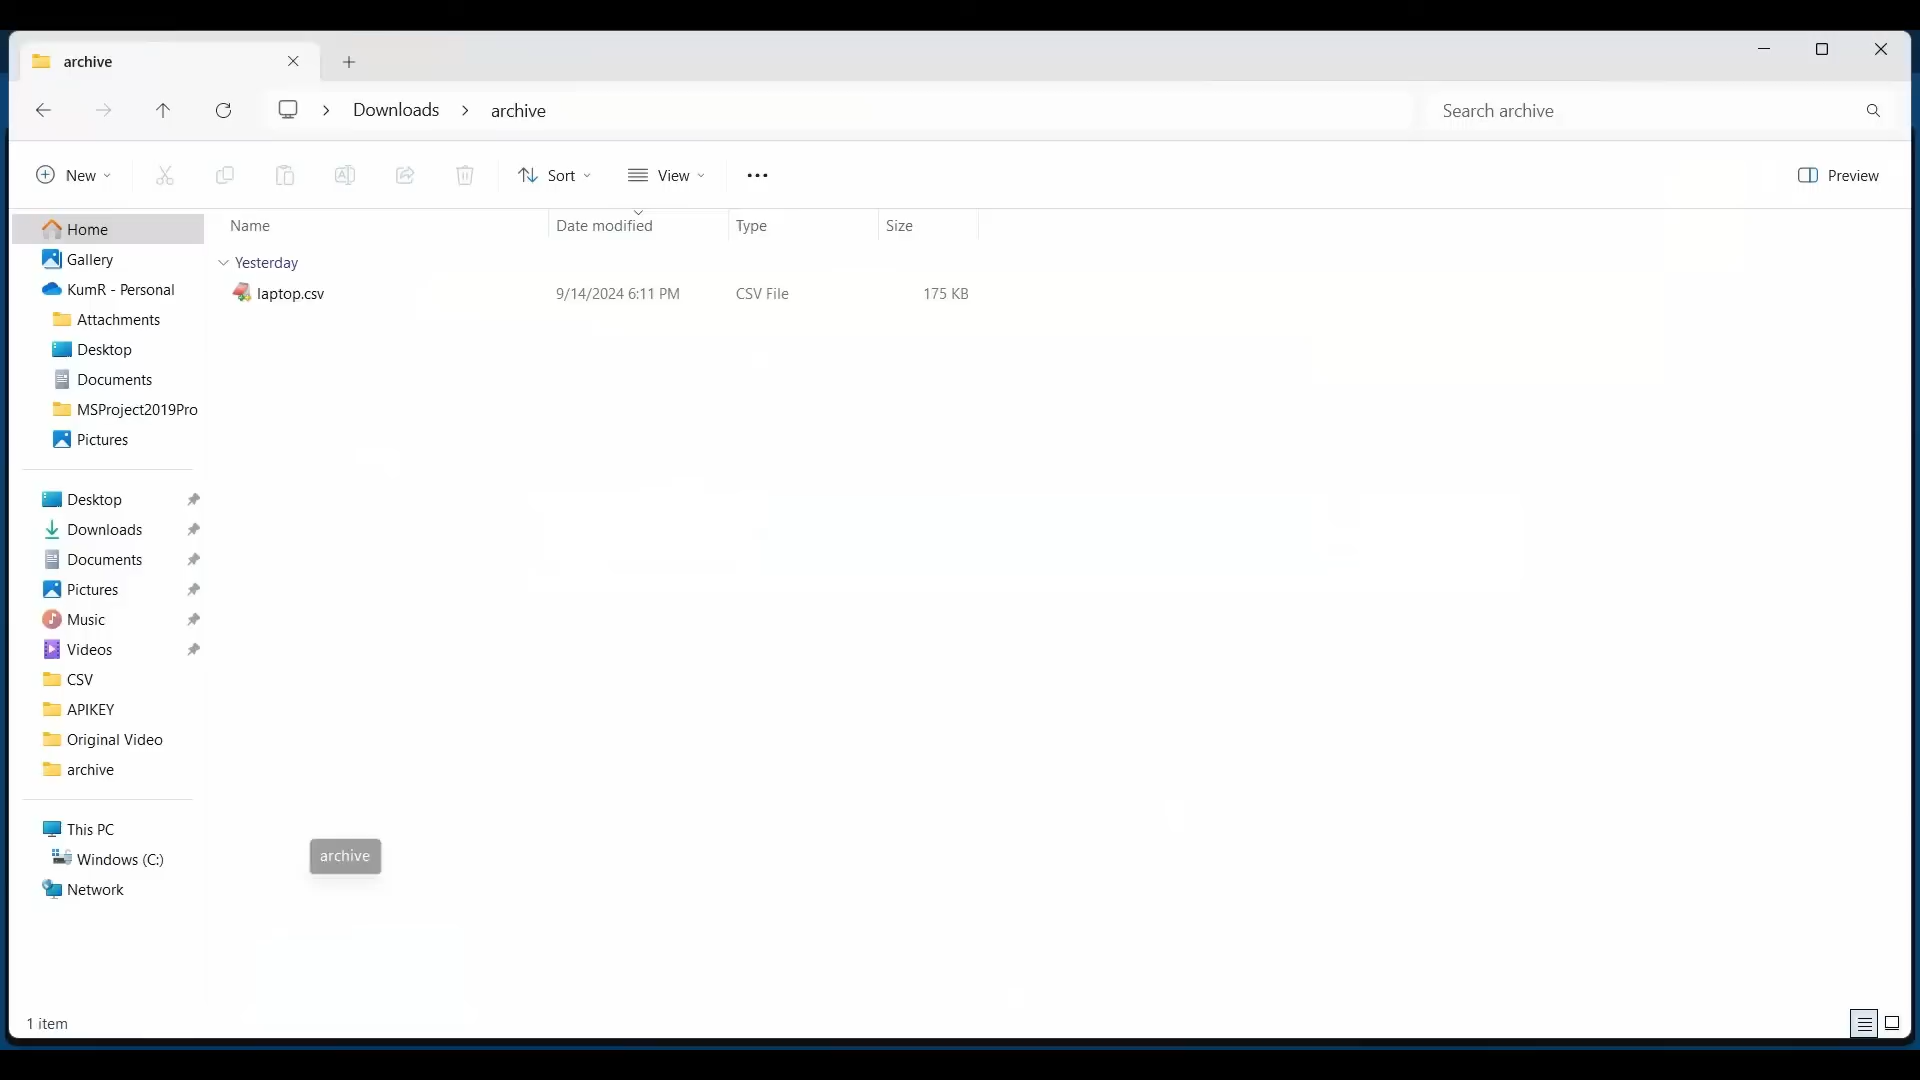 archive
Downloads
archive
Search archive
New
Sort
View
Preview
Name
Date modified
Type
Size
Home
Gallery
KumR - Personal
Attachments
Desktop
Documents
MSProject2019Pro
Pictures
Yesterday
laptop.csv
9/14/2024 6:11 PM
CSV File
175 KB
Desktop
Downloads
Documents
Pictures
Music
Videos
CSV
APIKEY
Original Video
archive
This PC
Windows (C:)
Network
archive
1 item